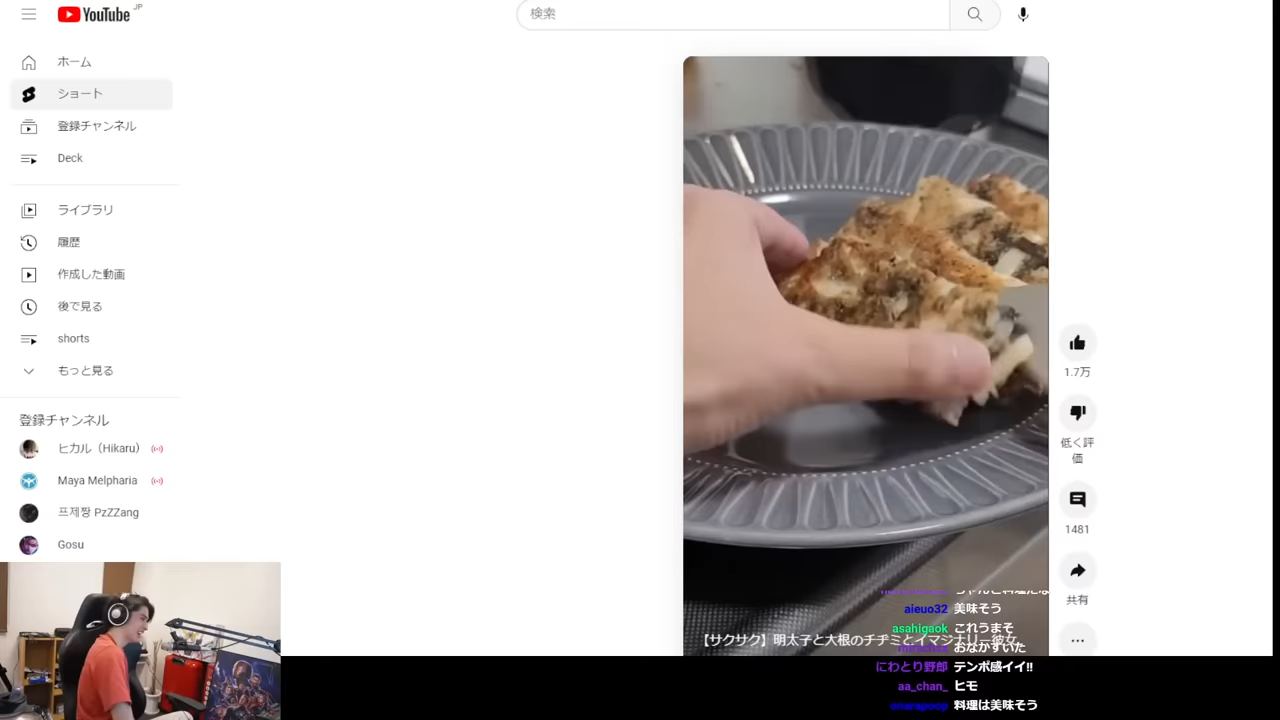 YouTube JP
検索
ホーム
ショート
登録チャンネル
Deck
ライブラリ
履歴
作成した動画
後で見る
shorts
もっと見る
登録チャンネル
ヒカル（Hikaru）
Maya Melpharia
프제짱 PzZZang
Gosu
1.7万
低く評
価
1481
共有
【サクサク】明太子と大根のチヂミとイマジナリー彼女
aieuo32 美味そう
asahigaok これうまそ
おなかすいた
にわとり野郎 テンポ感イイ!!
aa_chan_ ヒモ
onarapoop 料理は美味そう